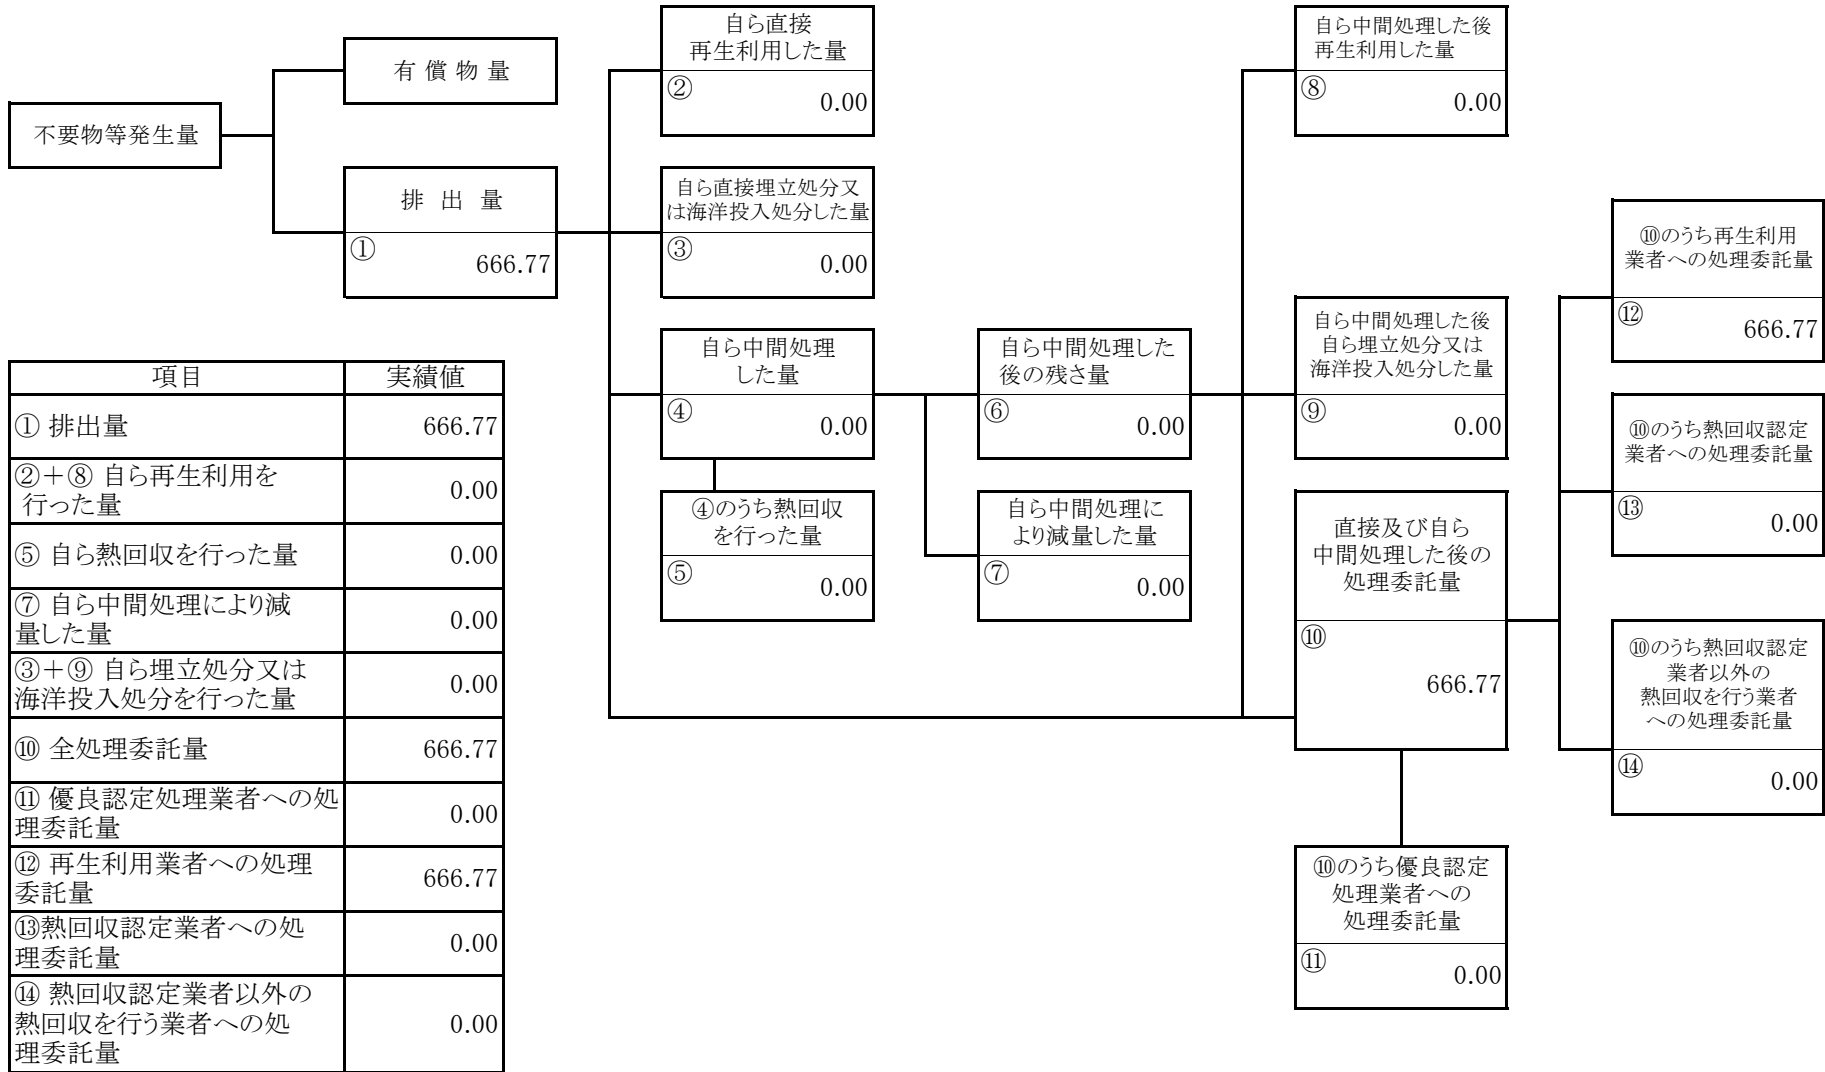 不要物等発生量
有 償 物 量
排 出 量
①
666.77
自ら直接
再生利用した量
②
0.00
自ら直接埋立処分又
は海洋投入処分した量
③
0.00
自ら中間処理
した量
④
0.00
④のうち熱回収
を行った量
⑤
0.00
自ら中間処理した
後の残さ量
⑥
0.00
自ら中間処理に
より減量した量
⑦
0.00
自ら中間処理した後
再生利用した量
⑧
0.00
自ら中間処理した後
自ら埋立処分又は
海洋投入処分した量
⑨
0.00
直接及び自ら
中間処理した後の
処理委託量
⑩
666.77
⑩のうち優良認定
処理業者への
処理委託量
⑪
0.00
⑩のうち再生利用
業者への処理委託量
⑫
666.77
⑩のうち熱回収認定
業者への処理委託量
⑬
0.00
⑩のうち熱回収認定
業者以外の
熱回収を行う業者
への処理委託量
⑭
0.00
項目 実績値
① 排出量 666.77
②＋⑧ 自ら再生利用を
行った量 0.00
⑤ 自ら熱回収を行った量 0.00
⑦ 自ら中間処理により減
量した量 0.00
③＋⑨ 自ら埋立処分又は
海洋投入処分を行った量 0.00
⑩ 全処理委託量 666.77
⑪ 優良認定処理業者への処
理委託量 0.00
⑫ 再生利用業者への処理
委託量 666.77
⑬熱回収認定業者への処
理委託量 0.00
⑭ 熱回収認定業者以外の
熱回収を行う業者への処
理委託量 0.00